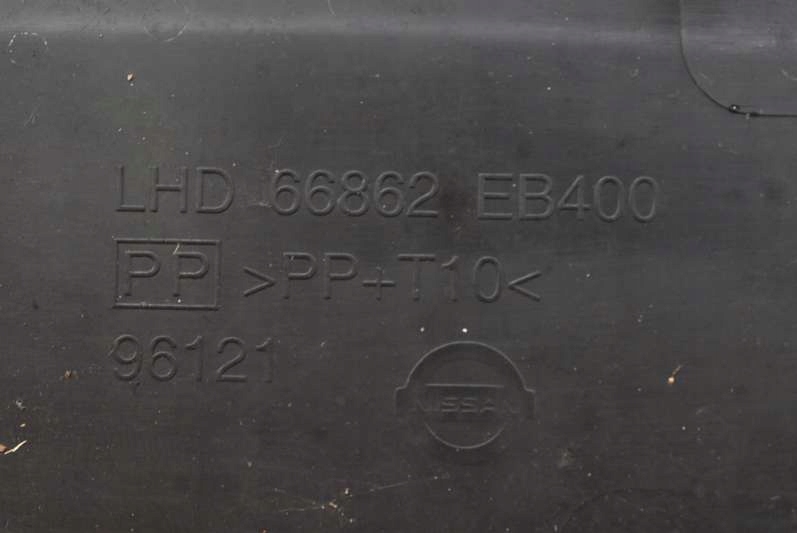 LHD 66862 EB400
PP >PP+T10<
96121
NISSAN